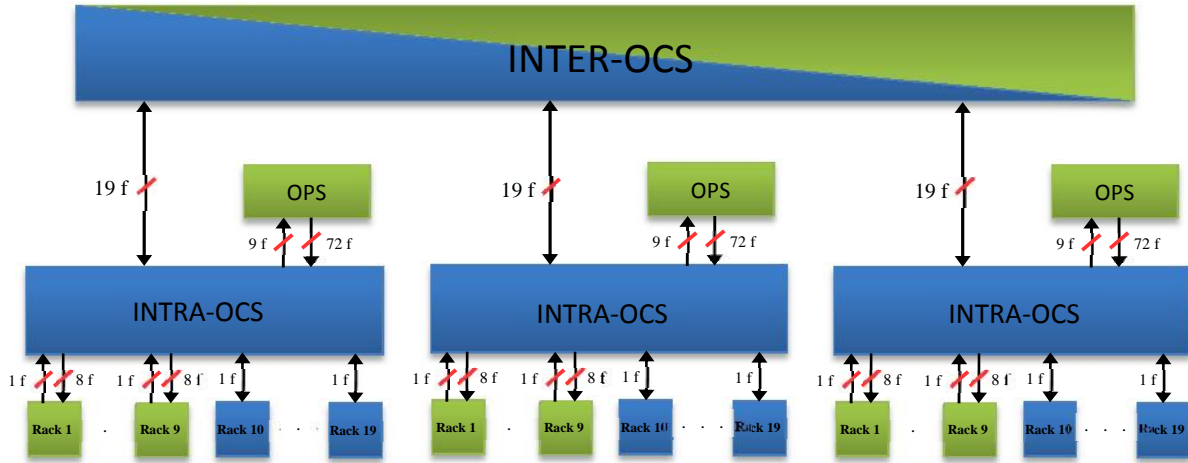 INTER-OCS
19 f
19 f
19 f
OPS
OPS
OPS
9 f
72 f
9 f
72 f
9 f
72 f
INTRA-OCS
INTRA-OCS
INTRA-OCS
1 f
8 f
1 f
8 f
1 f
1 f
1 f
8 f
1 f
8 f
1 f
1 f
1 f
8 f
1 f
8 f
1 f
1 f
Rack 1
.
Rack 9
Rack 10
. . .
Rack 19
Rack 1
.
Rack 9
Rack 10
. . .
Rack 19
Rack 1
.
Rack 9
Rack 10
. . .
Rack 19